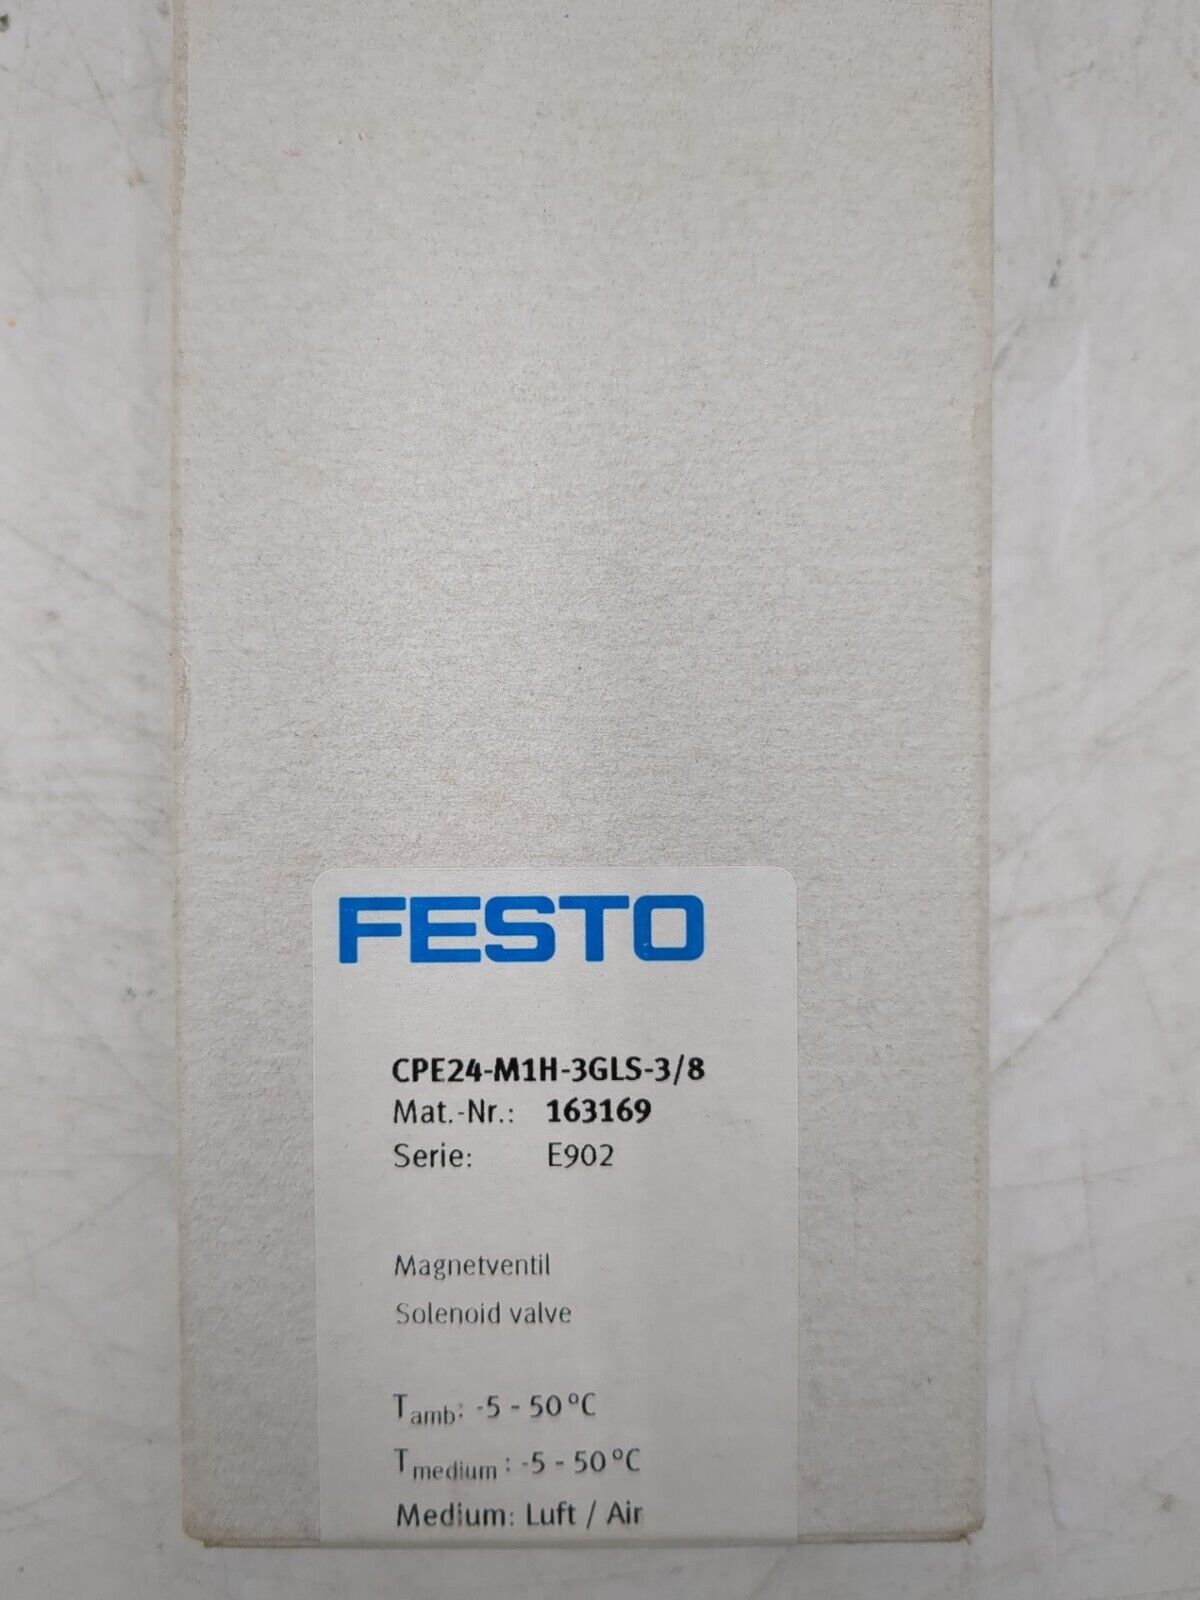 FESTO
CPE24-M1H-3GLS-3/8
Mat.-Nr.: 163169
Serie: E902
Magnetventil
Solenoid valve
Tamb: -5 - 50 °C
Tmedium : -5 - 50 °C
Medium: Luft / Air